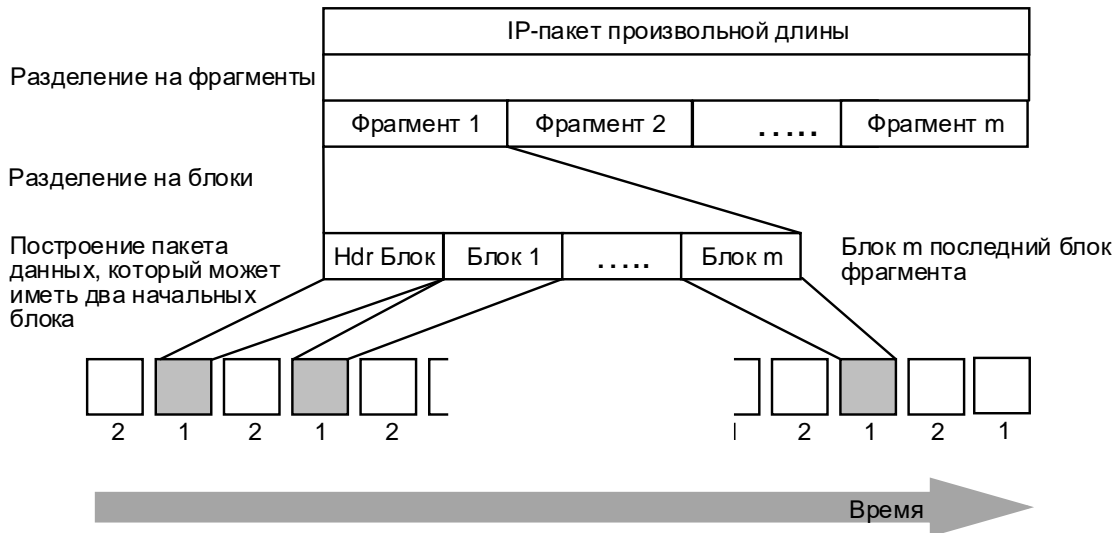 IP-пакет произвольной длины
Разделение на фрагменты
Фрагмент 1 Фрагмент 2 ..... Фрагмент m
Разделение на блоки
Построение пакета
данных, который может
иметь два начальных
блока
Hdr Блок Блок 1 ..... Блок m
Блок m последний блок
фрагмента
2 1 2 1 2 2 1 2 1
Время